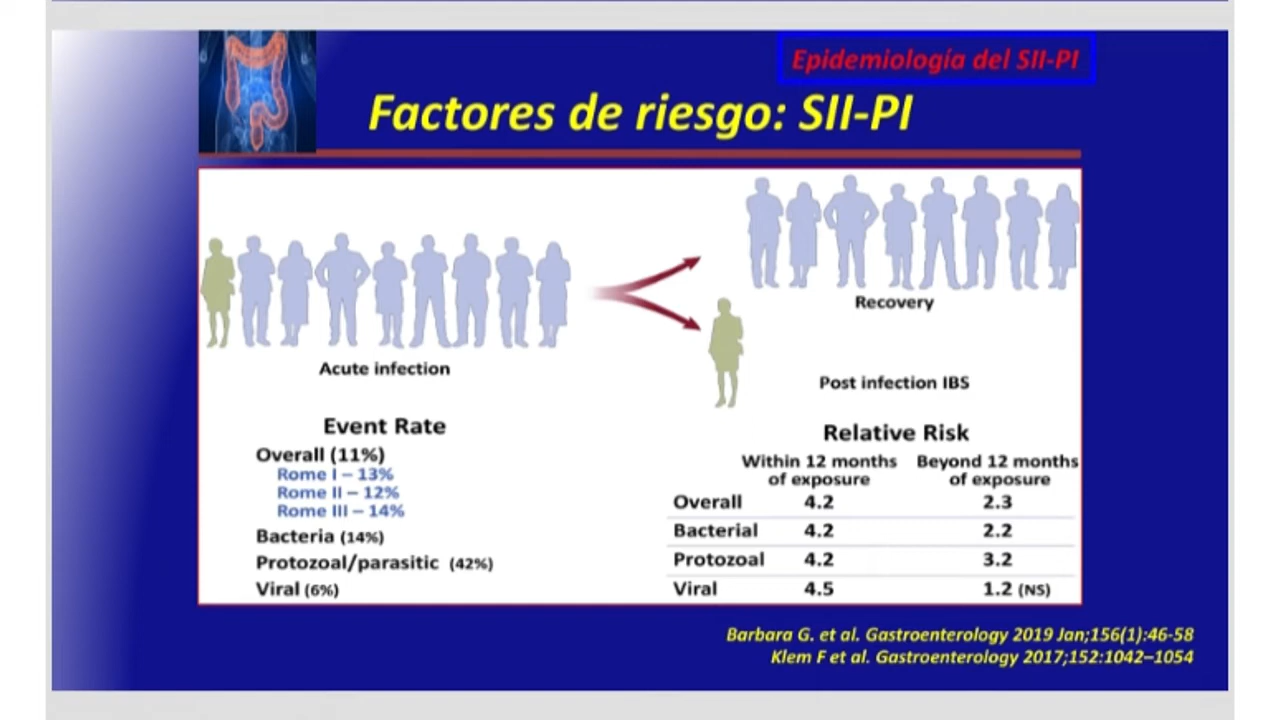 Epidemiología del SII-PI
Factores de riesgo: SII-PI
Acute infection
Recovery
Post infection IBS
Event Rate
Overall (11%)
Rome I – 13%
Rome II – 12%
Rome III – 14%
Bacteria (14%)
Protozoal/parasitic (42%)
Viral (6%)
Relative Risk
Within 12 months of exposure
Beyond 12 months of exposure
Overall 4.2 2.3
Bacterial 4.2 2.2
Protozoal 4.2 3.2
Viral 4.5 1.2 (NS)
Barbara G. et al. Gastroenterology 2019 Jan;156(1):46-58
Klem F et al. Gastroenterology 2017;152:1042–1054